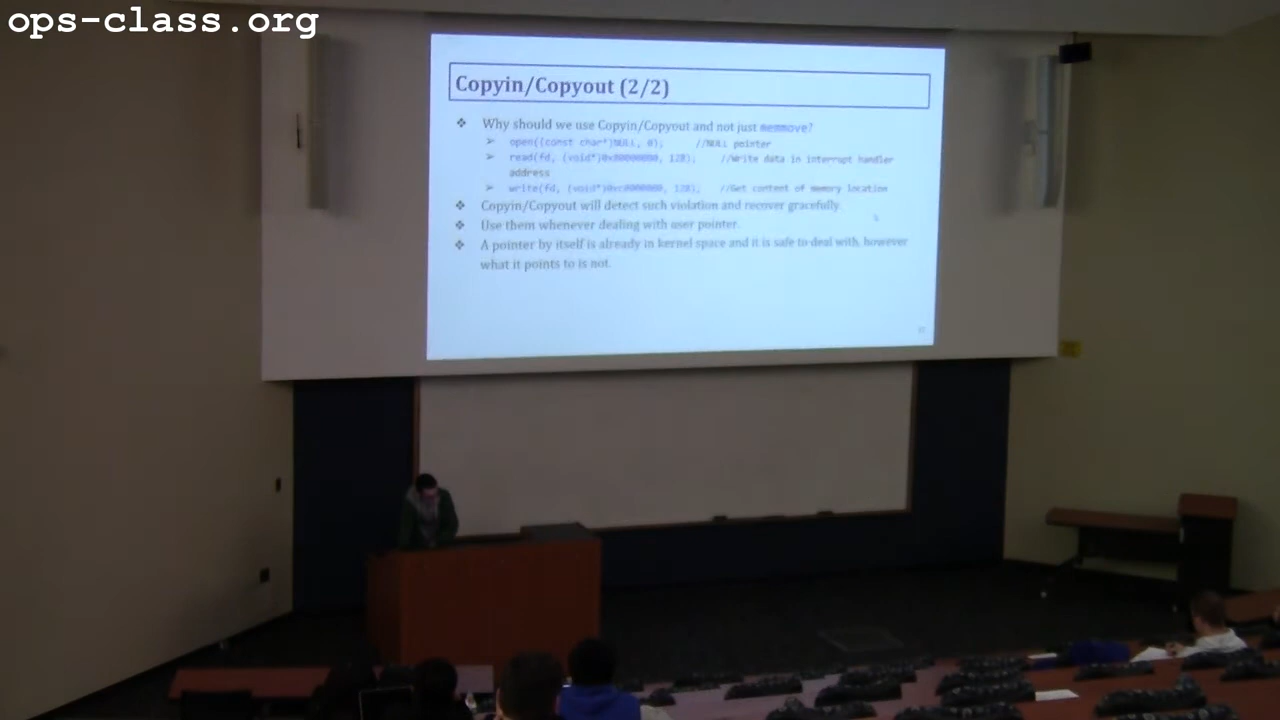 ops-class.org
Copyin/Copyout (2/2)
❖ Why should we use Copyin/Copyout and not just memmove?
➢ open((const char*)NULL, 0); //NULL pointer
➢ read(fd, (void*)0x80000000, 128); //Write data in interrupt handler
address
➢ write(fd, (void*)0xc0000000, 128); //Get content of memory location
❖ Copyin/Copyout will detect such violation and recover gracefully.
❖ Use them whenever dealing with user pointer.
❖ A pointer by itself is already in kernel space and it is safe to deal with, however
what it points to is not.